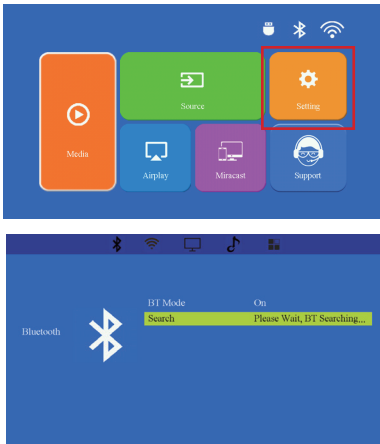 Source
Setting
Media
Airplay
Miracast
Support
BT Mode On
Search Please Wait, BT Searching...
Bluetooth